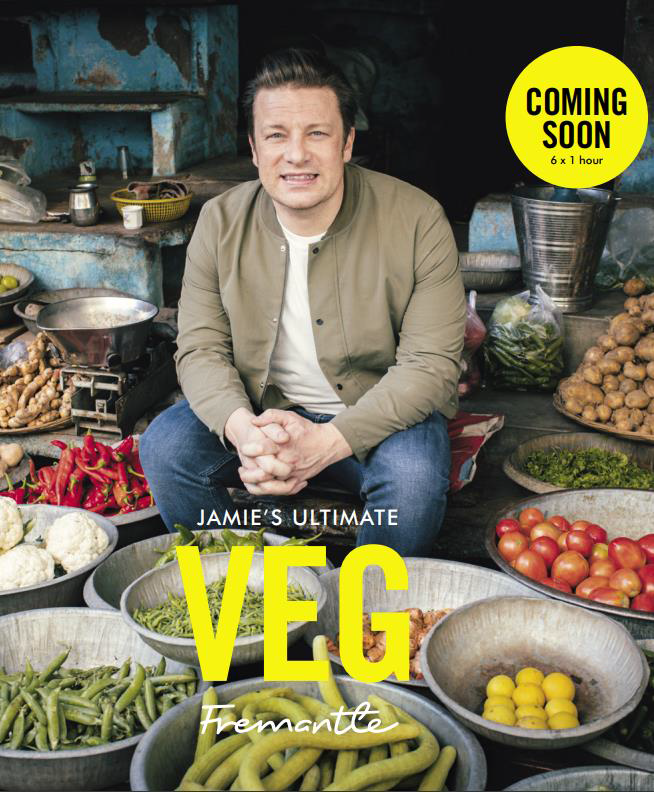 COMING
SOON
6 x 1 hour
JAMIE'S ULTIMATE
VEG
Fremantle